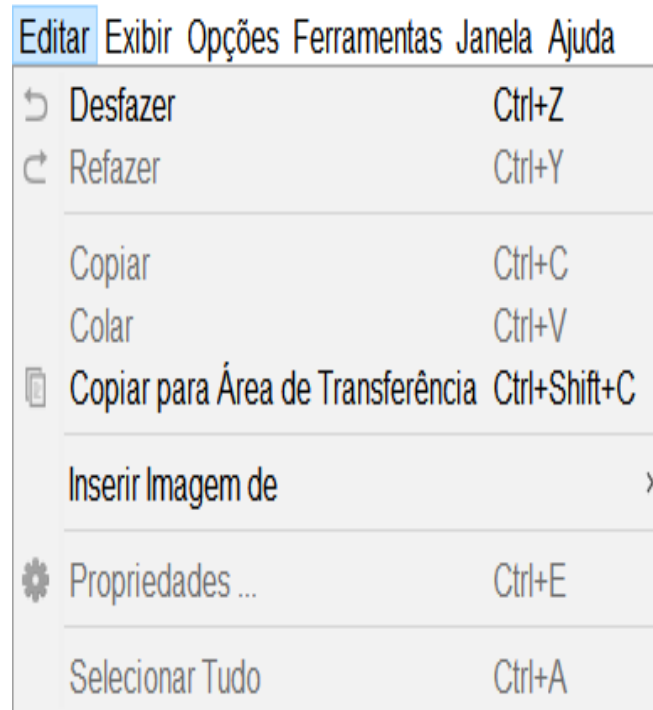 Editar Exibir Opções Ferramentas Janela Ajuda
Desfazer Ctrl+Z
Refazer Ctrl+Y
Copiar Ctrl+C
Colar Ctrl+V
Copiar para Área de Transferência Ctrl+Shift+C
Inserir Imagem de
Propriedades ... Ctrl+E
Selecionar Tudo Ctrl+A